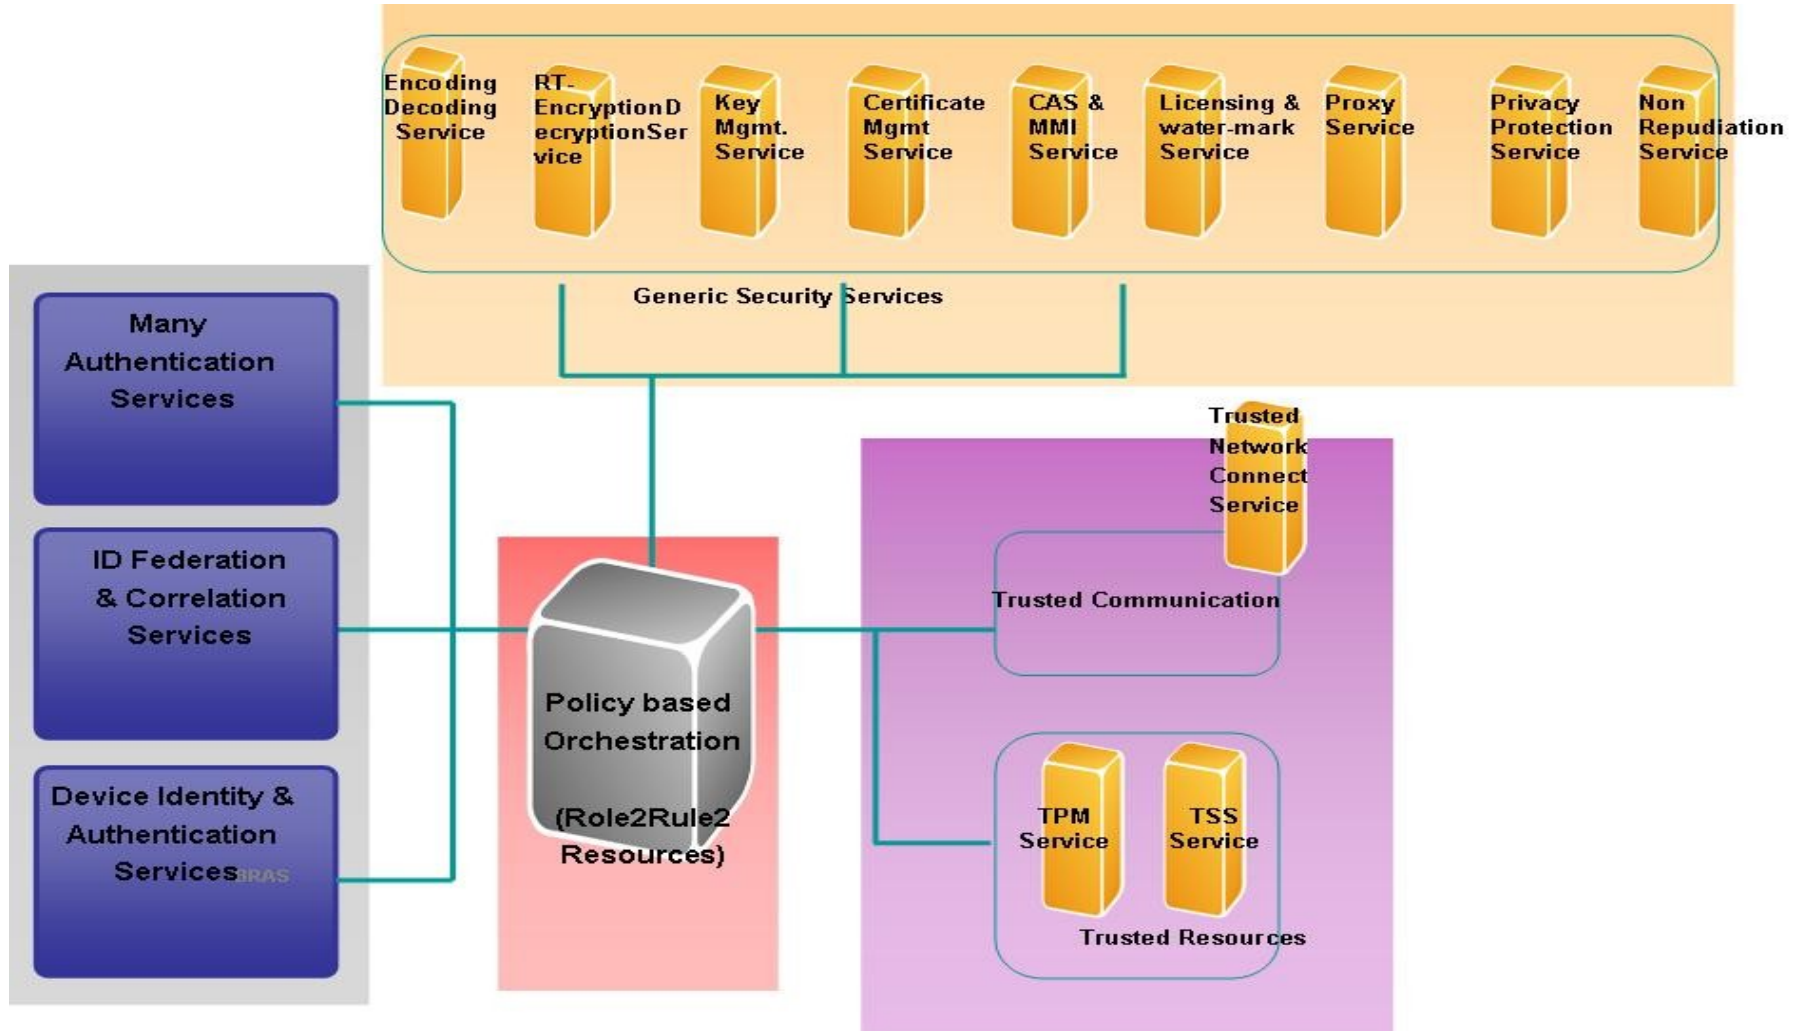 Encoding
Decoding
Service
RT-
EncryptionD
ecryptionSer
vice
Key
Mgmt.
Service
Certificate
Mgmt
Service
CAS &
MMI
Service
Licensing &
water-mark
Service
Proxy
Service
Privacy
Protection
Service
Non
Repudiation
Service
Generic Security Services
Many
Authentication
Services
ID Federation
& Correlation
Services
Device Identity &
Authentication
Services BRAS
Policy based
Orchestration
(Role2Rule2
Resources)
Trusted
Network
Connect
Service
Trusted Communication
TPM
Service
TSS
Service
Trusted Resources